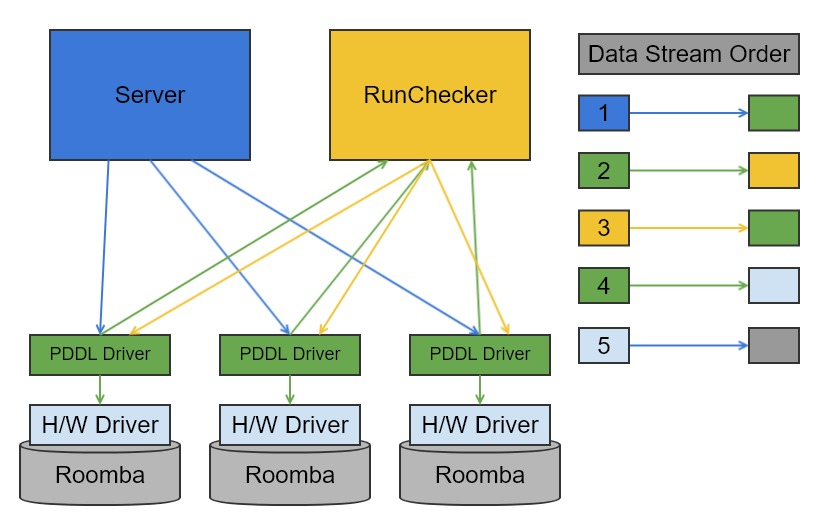 Server
RunChecker
Data Stream Order
1
2
3
4
5
PDDL Driver
PDDL Driver
PDDL Driver
H/W Driver
H/W Driver
H/W Driver
Roomba
Roomba
Roomba